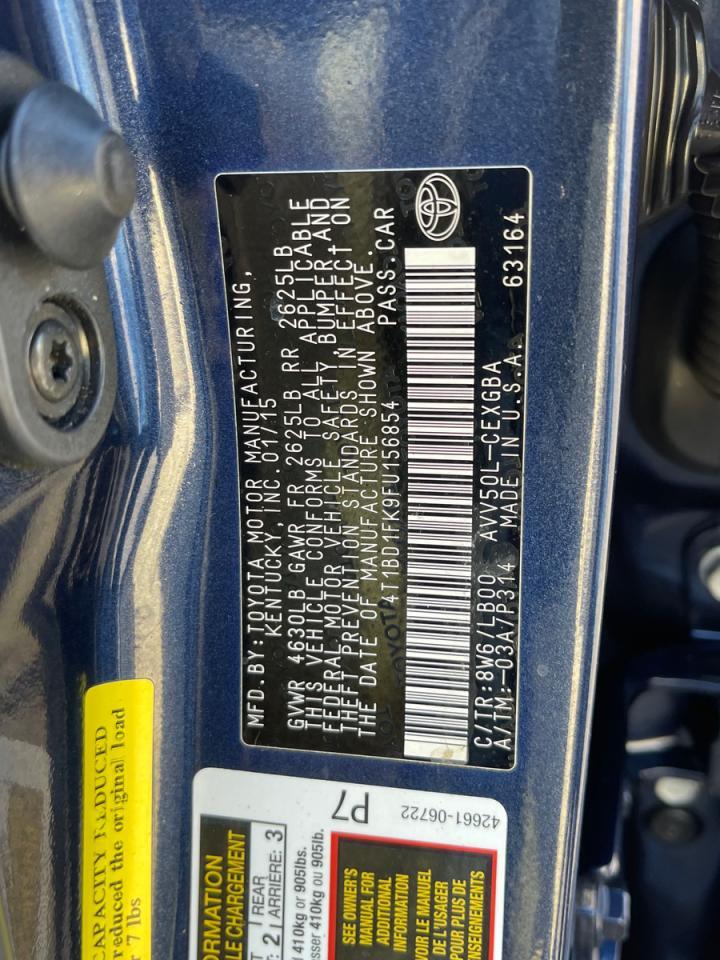 MFD.BY:TOYOTA MOTOR MANUFACTURING,
KENTUCKY, INC. 01/15
GVWR 4630LB GAWR FR 2625LB RR 2625LB
THIS VEHICLE CONFORMS TO ALL APPLICABLE
FEDERAL MOTOR VEHICLE SAFETY, BUMPER, AND
THEFT PREVENTION STANDARDS IN EFFECT ON
THE DATE OF MANUFACTURE SHOWN ABOVE.
4T1BD1FK9FU156854 PASS.CAR
TOYOTA
C/TR:8W6/LB00 AVV50L-CEXGBA
A/TM:-03A/P314 MADE IN U.S.A. 63164
CAPACITY REDUCED
reduced the original load
7 lbs
P7
42661-06722
LE CHARGEMENT
2
REAR
ARRIÈRE: 3
410kg or 905lbs.
410kg ou 905lb.
SEE OWNER'S
MANUAL FOR
ADDITIONAL
INFORMATION
VOIR LE MANUEL
DE L'USAGER
POUR PLUS DE
RENSEIGNEMENTS